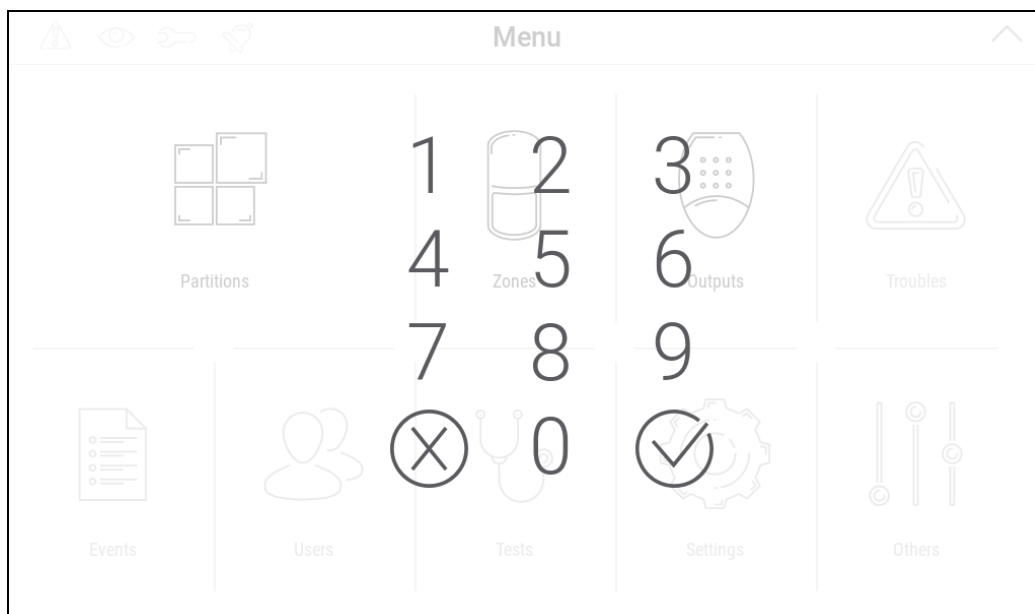 Menu
1 2 3
4 5 6
Partitions Zones Outputs Troubles
7 8 9
0
Events Users Tests Settings Others